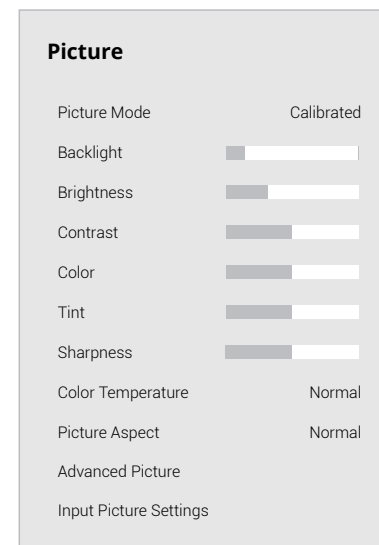 Picture
Picture Mode Calibrated
Backlight
Brightness
Contrast
Color
Tint
Sharpness
Color Temperature Normal
Picture Aspect Normal
Advanced Picture
Input Picture Settings